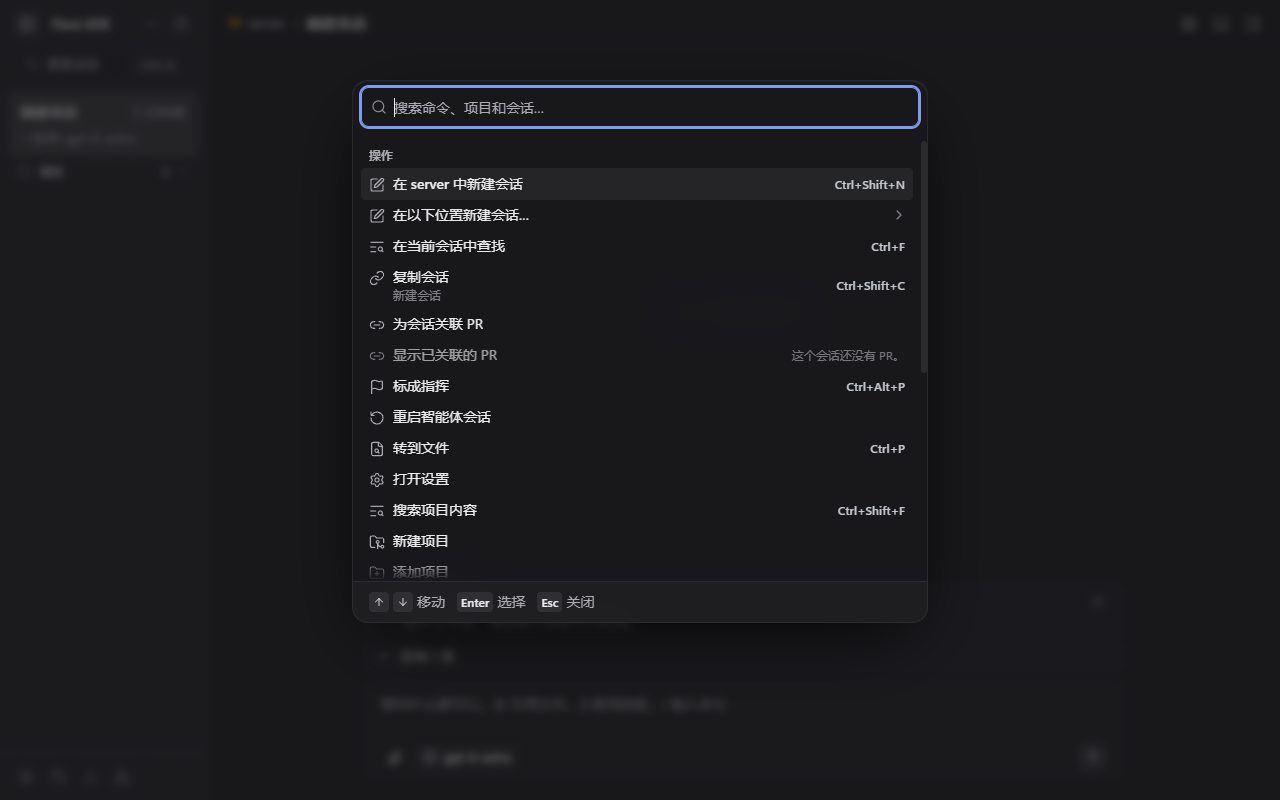 搜索命令、项目和会话...
操作
在 server 中新建会话 Ctrl+Shift+N
在以下位置新建会话...
在当前会话中查找 Ctrl+F
复制会话 Ctrl+Shift+C
新建会话
为会话关联 PR
显示已关联的 PR 这个会话还没有 PR。
标成指挥 Ctrl+Alt+P
重启智能体会话
转到文件 Ctrl+P
打开设置
搜索项目内容 Ctrl+Shift+F
新建项目
添加项目
↑ ↓ 移动 Enter 选择 Esc 关闭